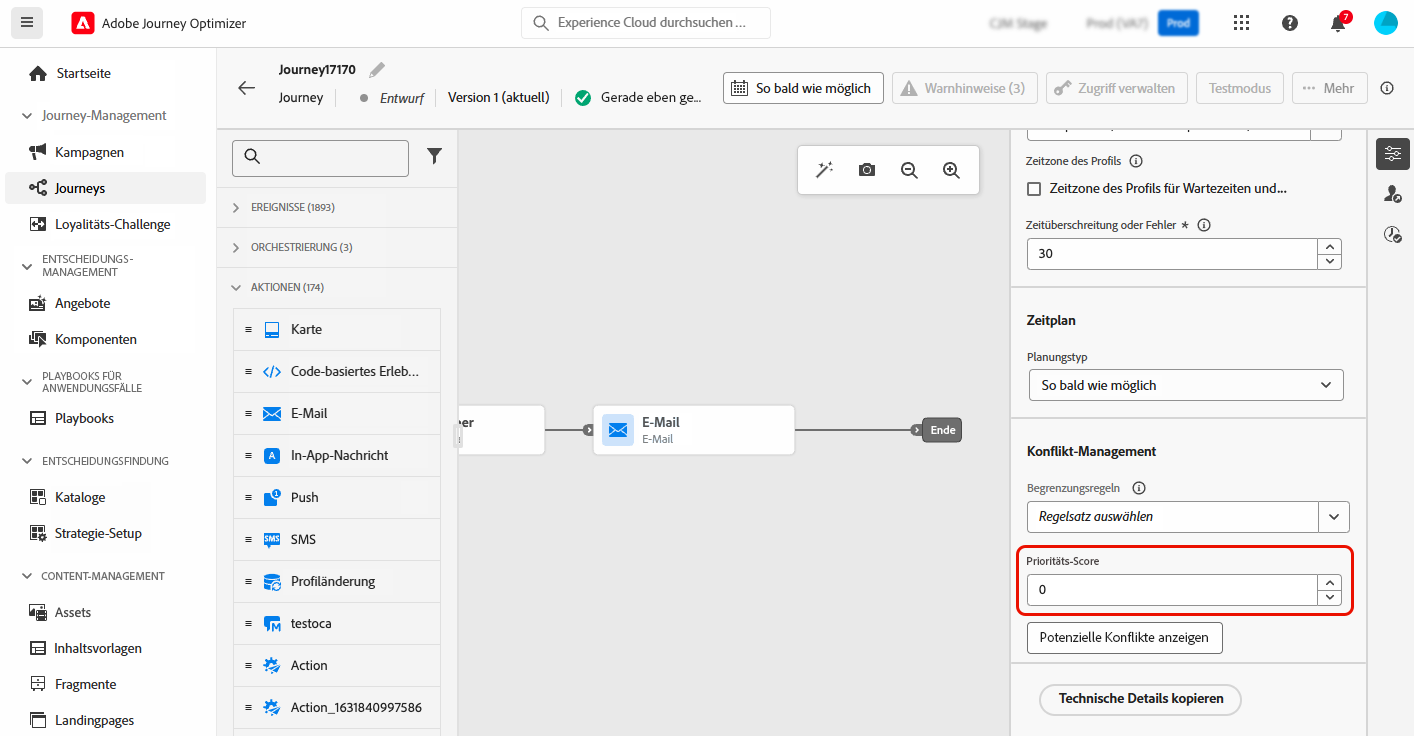 Adobe Journey Optimizer
Experience Cloud durchsuchen ...
CJM Stage
Prod (VA7)
Prod
7
Startseite
Journey-Management
Kampagnen
Journeys
Loyalitäts-Challenge
ENTSCHEIDUNGS-
MANAGEMENT
Angebote
Komponenten
PLAYBOOKS FÜR
ANWENDUNGSFÄLLE
Playbooks
ENTSCHEIDUNGSFINDUNG
Kataloge
Strategie-Setup
CONTENT-MANAGEMENT
Assets
Inhaltsvorlagen
Fragmente
Landingpages
Journey17170
Journey
Entwurf
Version 1 (aktuell)
Gerade eben ge...
So bald wie möglich
Warnhinweise (3)
Zugriff verwalten
Testmodus
Mehr
EREIGNISSE (1893)
ORCHESTRIERUNG (3)
AKTIONEN (174)
Karte
Code-basiertes Erleb...
E-Mail
In-App-Nachricht
Push
SMS
Profiländerung
testoca
Action
Action_1631840997586
E-Mail
E-Mail
Ende
Zeitzone des Profils
Zeitzone des Profils für Wartezeiten und...
Zeitüberschreitung oder Fehler *
30
Zeitplan
Planungstyp
So bald wie möglich
Konflikt-Management
Begrenzungsregeln
Regelsatz auswählen
Prioritäts-Score
0
Potenzielle Konflikte anzeigen
Technische Details kopieren